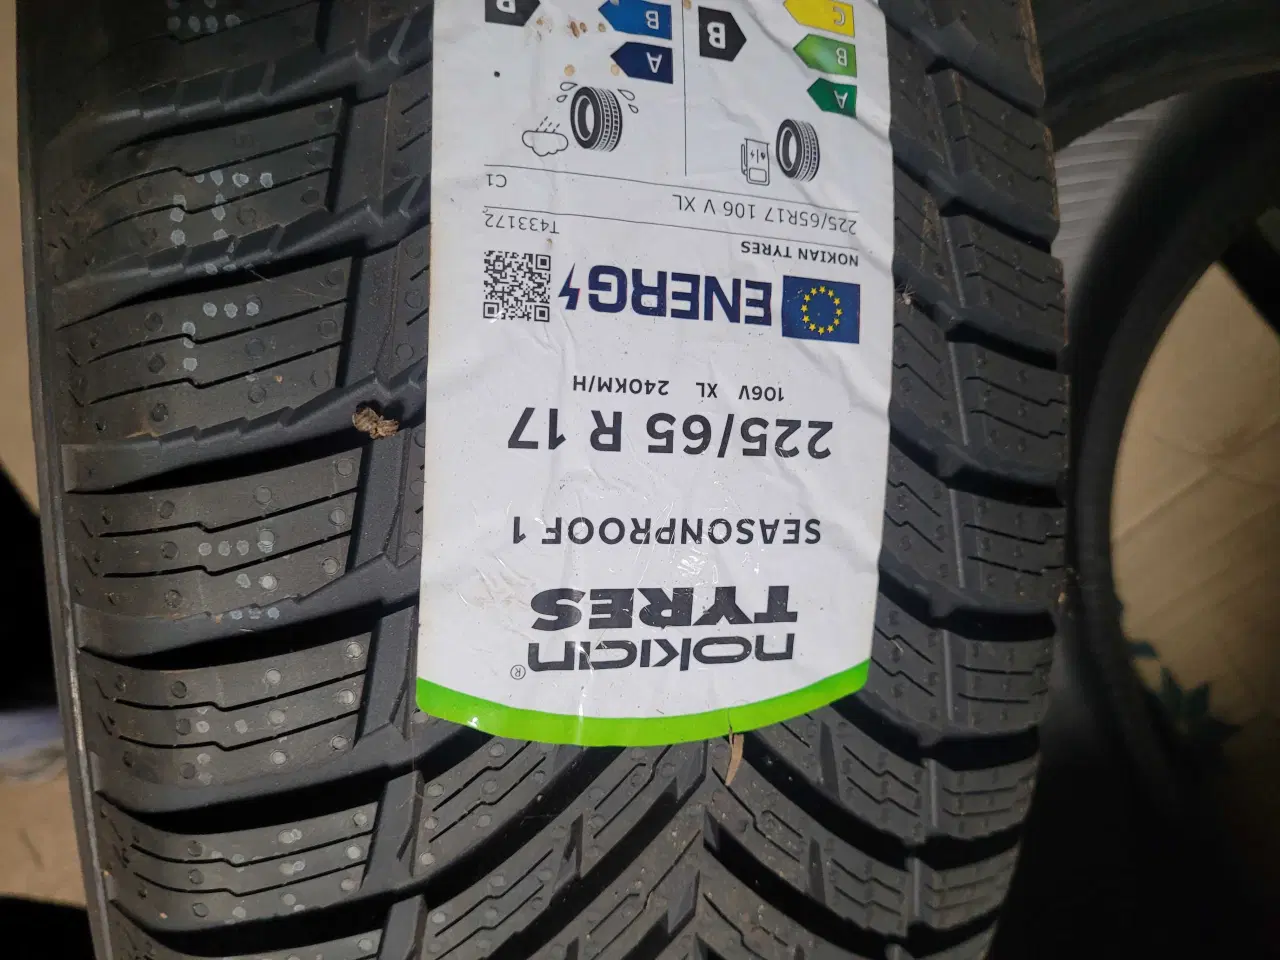 nokian®
TYRES
SEASONPROOF 1
225/65 R 17
106V XL 240KM/H
ENERG
NOKIAN TYRES
T433172
225/65R17 106 V XL
C1
A
B
C
B
A
B
B